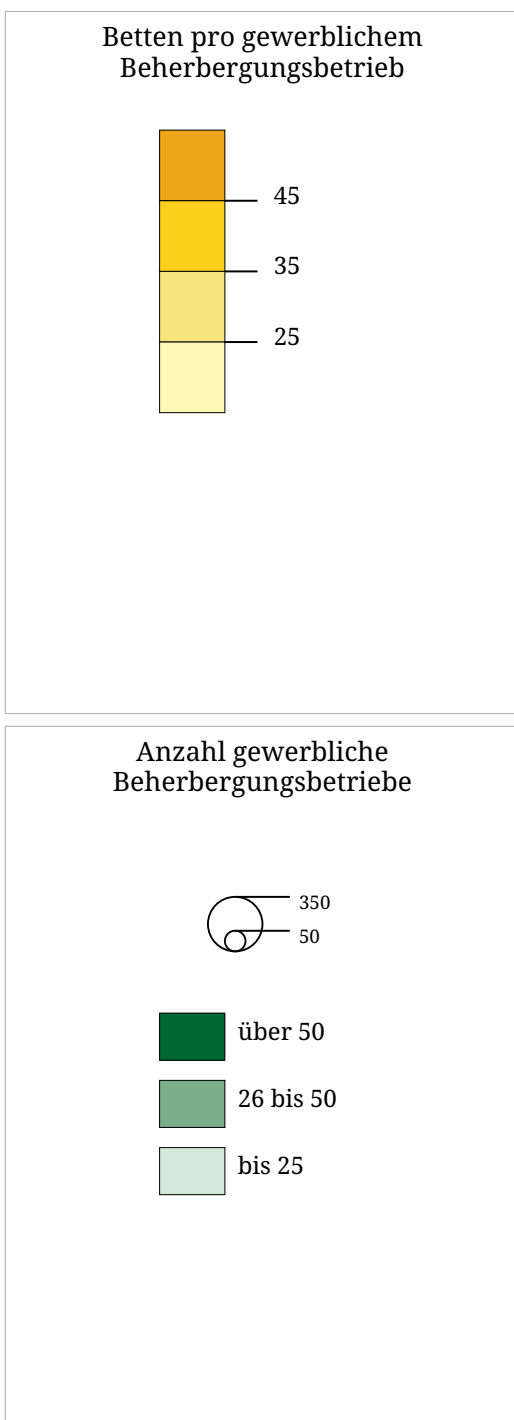 Betten pro gewerblichem
Beherbergungsbetrieb
45
35
25
Anzahl gewerbliche
Beherbergungsbetriebe
350
50
über 50
26 bis 50
bis 25